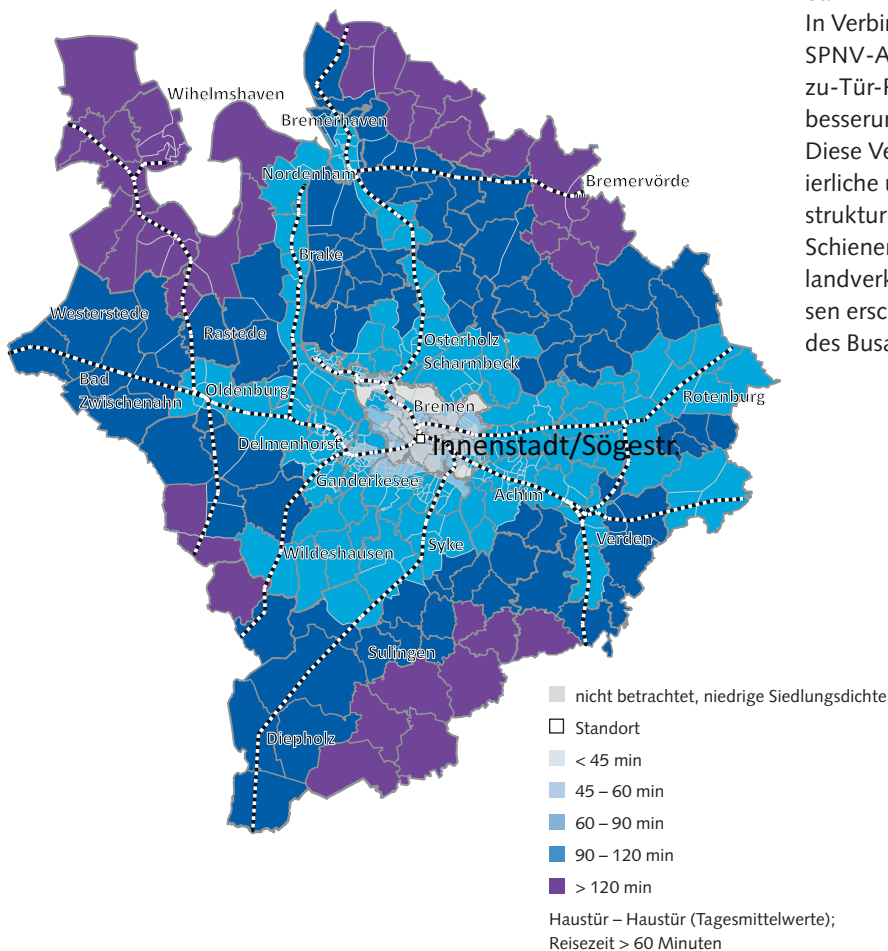 In Verbin
SPNV-A
zu-Tür-R
besserun
Diese Ve
ierliche u
struktur
Schiener
landverk
sen ersc
des Busa
Wihelmshaven
Bremerhaven
Nordenham
Bremervörde
Brake
Westerstede
Rastede
Osterholz -
Scharmbeck
Bad
Zwischenahn
Oldenburg
Rotenburg
Bremen
Delmenhorst
Innenstadt/Sögestr.
Ganderkesee
Achim
Wildeshausen
Syke
Verden
Sulingen
Diepholz
nicht betrachtet, niedrige Siedlungsdichte
Standort
< 45 min
45 – 60 min
60 – 90 min
90 – 120 min
> 120 min
Haustür – Haustür (Tagesmittelwerte);
Reisezeit > 60 Minuten